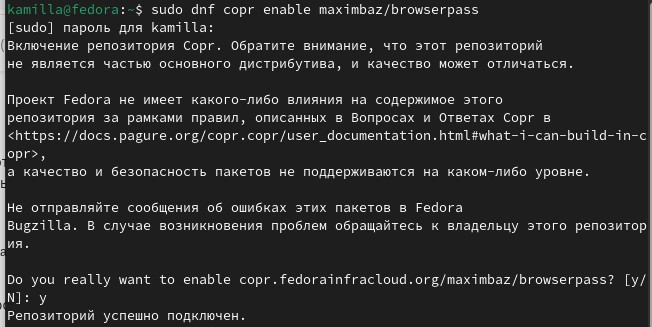 kamilla@fedora:~$ sudo dnf copr enable maximbaz/browserpass
[sudo] пароль для kamilla:
Включение репозитория Copr. Обратите внимание, что этот репозиторий
не является частью основного дистрибутива, и качество может отличаться.
Проект Fedora не имеет какого-либо влияния на содержимое этого
репозитория за рамками правил, описанных в Вопросах и Ответах Copr в
<https://docs.pagure.org/copr.copr/user_documentation.html#what-i-can-build-in-c
opr>,
а качество и безопасность пакетов не поддерживаются на каком-либо уровне.
Не отправляйте сообщения об ошибках этих пакетов в Fedora
Bugzilla. В случае возникновения проблем обращайтесь к владельцу этого репозитор
ия.
Do you really want to enable copr.fedorainfracloud.org/maximbaz/browserpass? [y/
N]: y
Репозиторий успешно подключен.